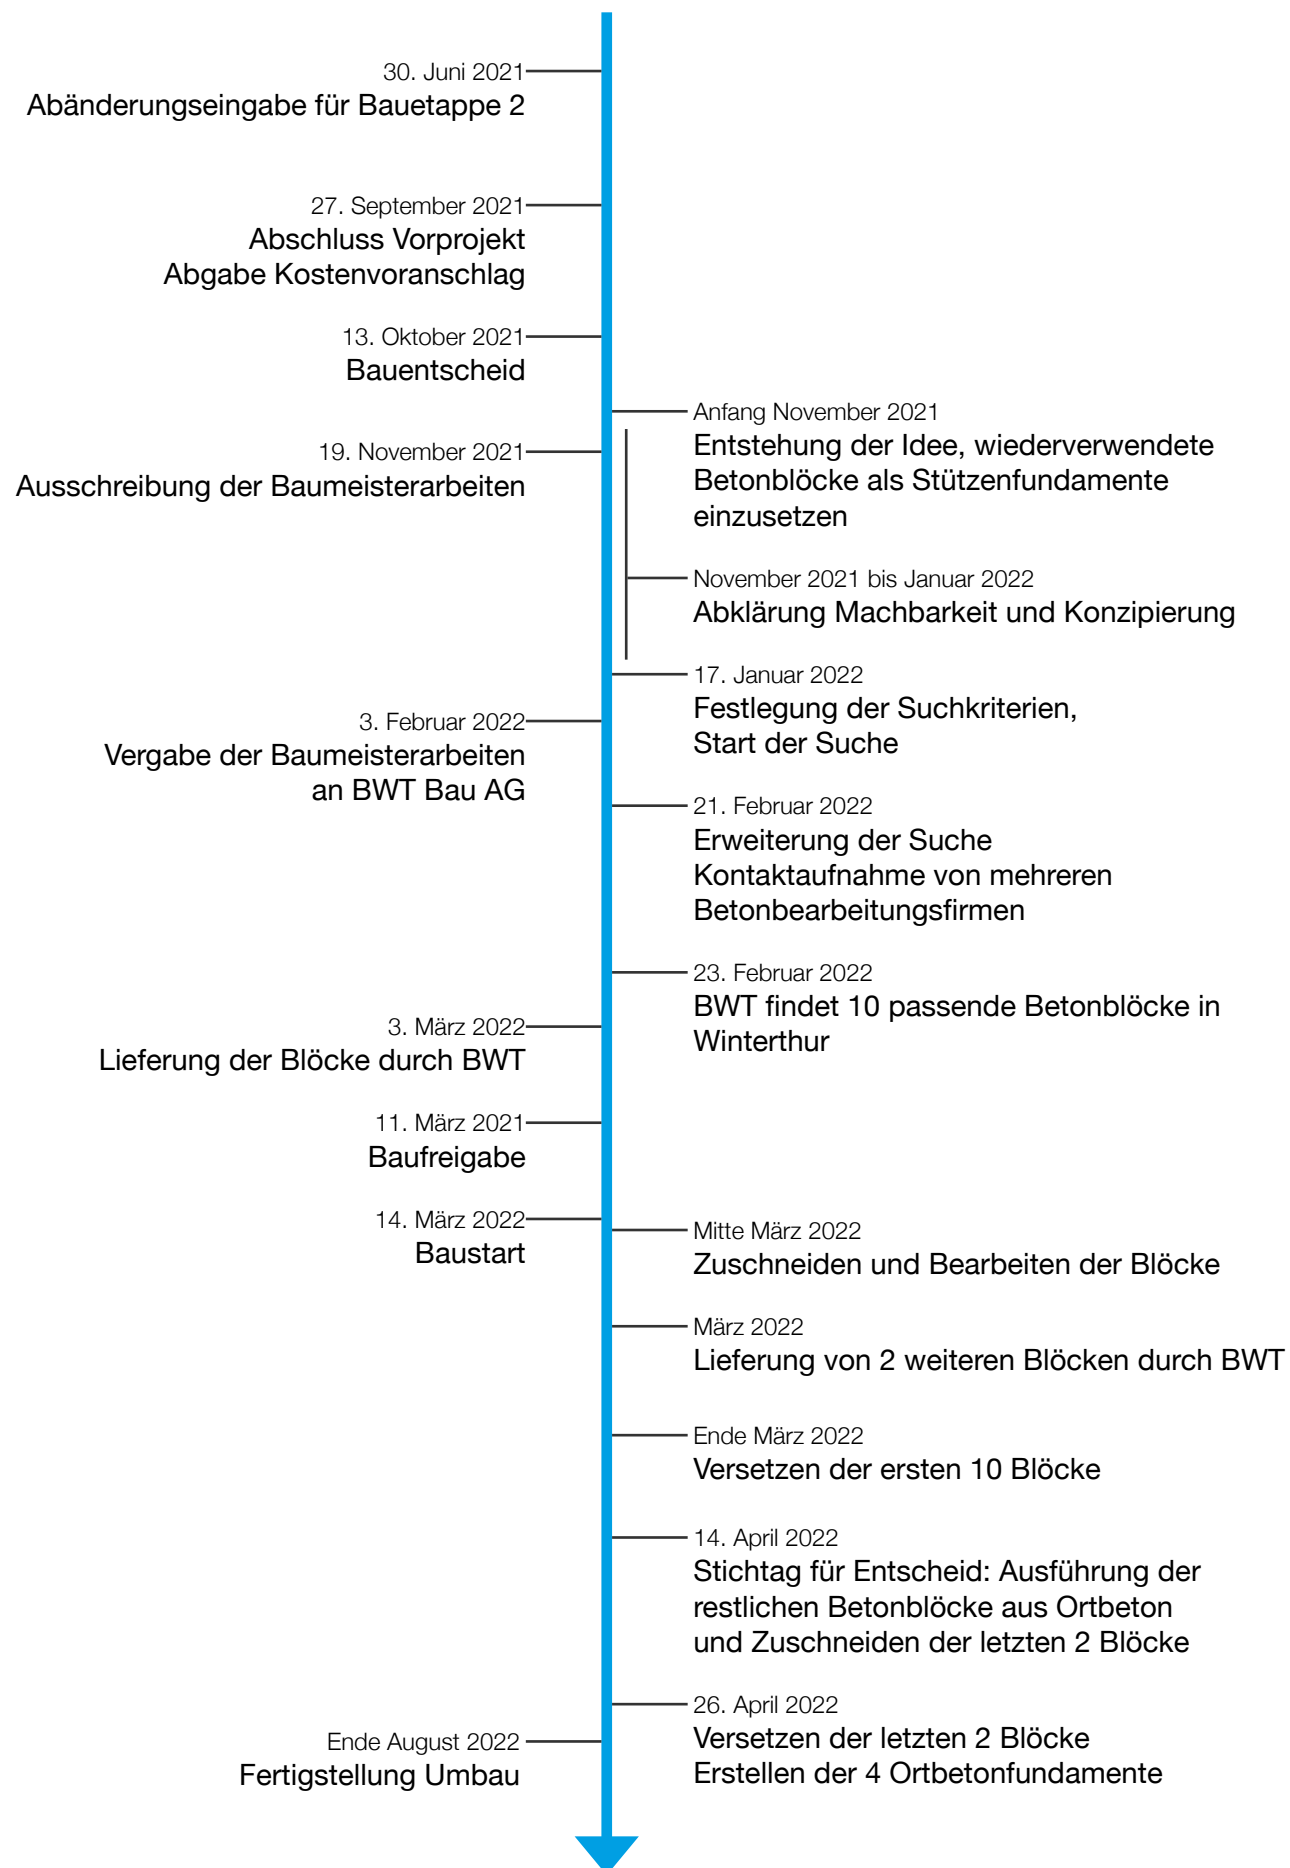 30. Juni 2021
Abänderungseingabe für Bauetappe 2
27. September 2021
Abschluss Vorprojekt
Abgabe Kostenvoranschlag
13. Oktober 2021
Bauentscheid
Anfang November 2021
Entstehung der Idee, wiederverwendete
Betonblöcke als Stützenfundamente
einzusetzen
19. November 2021
Ausschreibung der Baumeisterarbeiten
November 2021 bis Januar 2022
Abklärung Machbarkeit und Konzipierung
17. Januar 2022
Festlegung der Suchkriterien,
Start der Suche
3. Februar 2022
Vergabe der Baumeisterarbeiten
an BWT Bau AG
21. Februar 2022
Erweiterung der Suche
Kontaktaufnahme von mehreren
Betonbearbeitungsfirmen
23. Februar 2022
BWT findet 10 passende Betonblöcke in
Winterthur
3. März 2022
Lieferung der Blöcke durch BWT
11. März 2021
Baufreigabe
14. März 2022
Baustart
Mitte März 2022
Zuschneiden und Bearbeiten der Blöcke
März 2022
Lieferung von 2 weiteren Blöcken durch BWT
Ende März 2022
Versetzen der ersten 10 Blöcke
14. April 2022
Stichtag für Entscheid: Ausführung der
restlichen Betonblöcke aus Ortbeton
und Zuschneiden der letzten 2 Blöcke
26. April 2022
Versetzen der letzten 2 Blöcke
Erstellen der 4 Ortbetonfundamente
Ende August 2022
Fertigstellung Umbau